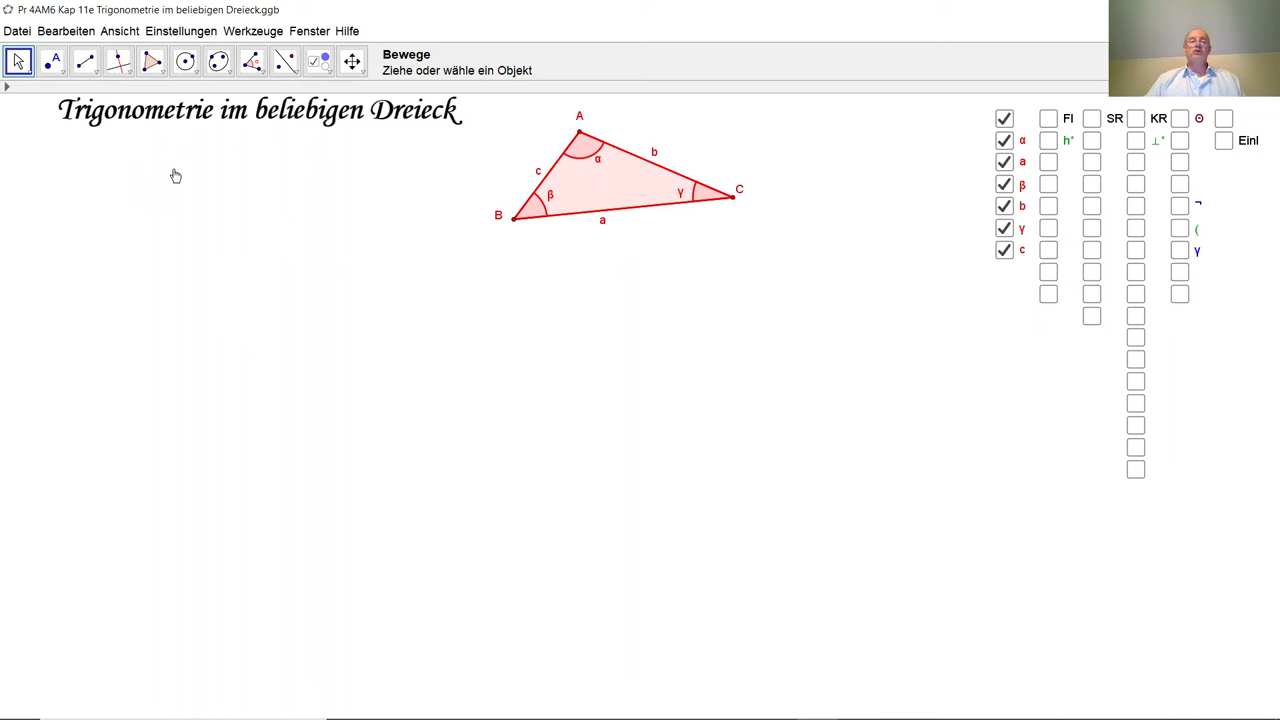 Pr 4AM6 Kap 11e Trigonometrie im beliebigen Dreieck.ggb
Datei Bearbeiten Ansicht Einstellungen Werkzeuge Fenster Hilfe
Bewege
Ziehe oder wähle ein Objekt
Trigonometrie im beliebigen Dreieck
A
α
b
c
β
γ
C
B
a
FI SR KR ʘ
α h* ⊥* Einl
a
β
b ¬
γ (
c γ